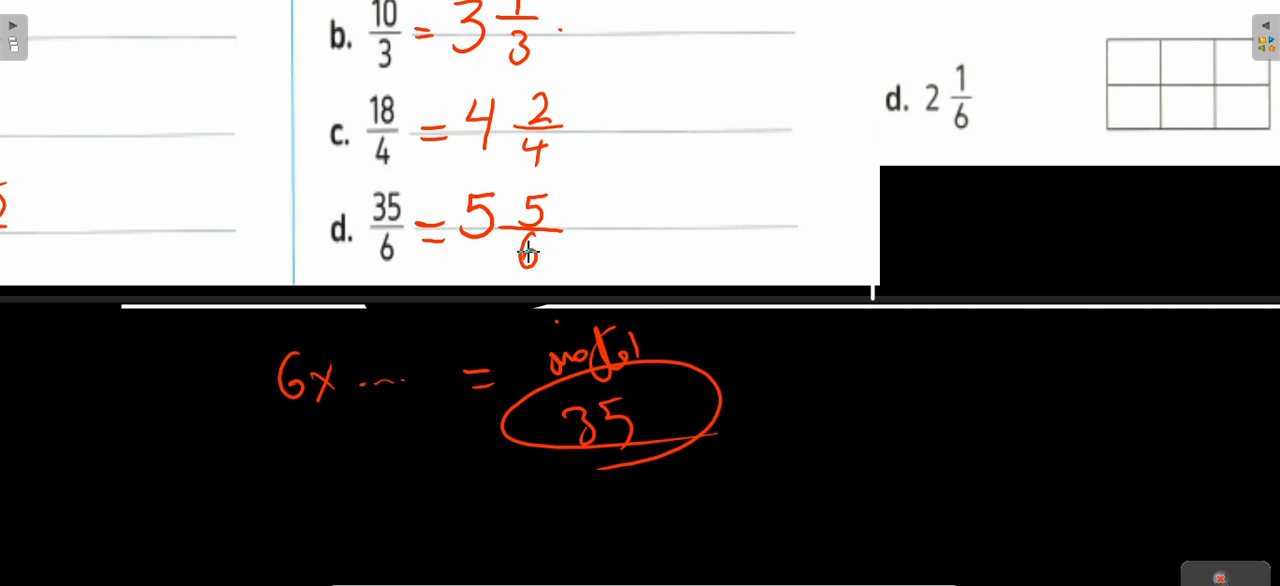 b. 10/3 = 3 1/3
c. 18/4 = 4 2/4
d. 35/6 = 5 5/6
d. 2 1/6
6x .... =
35